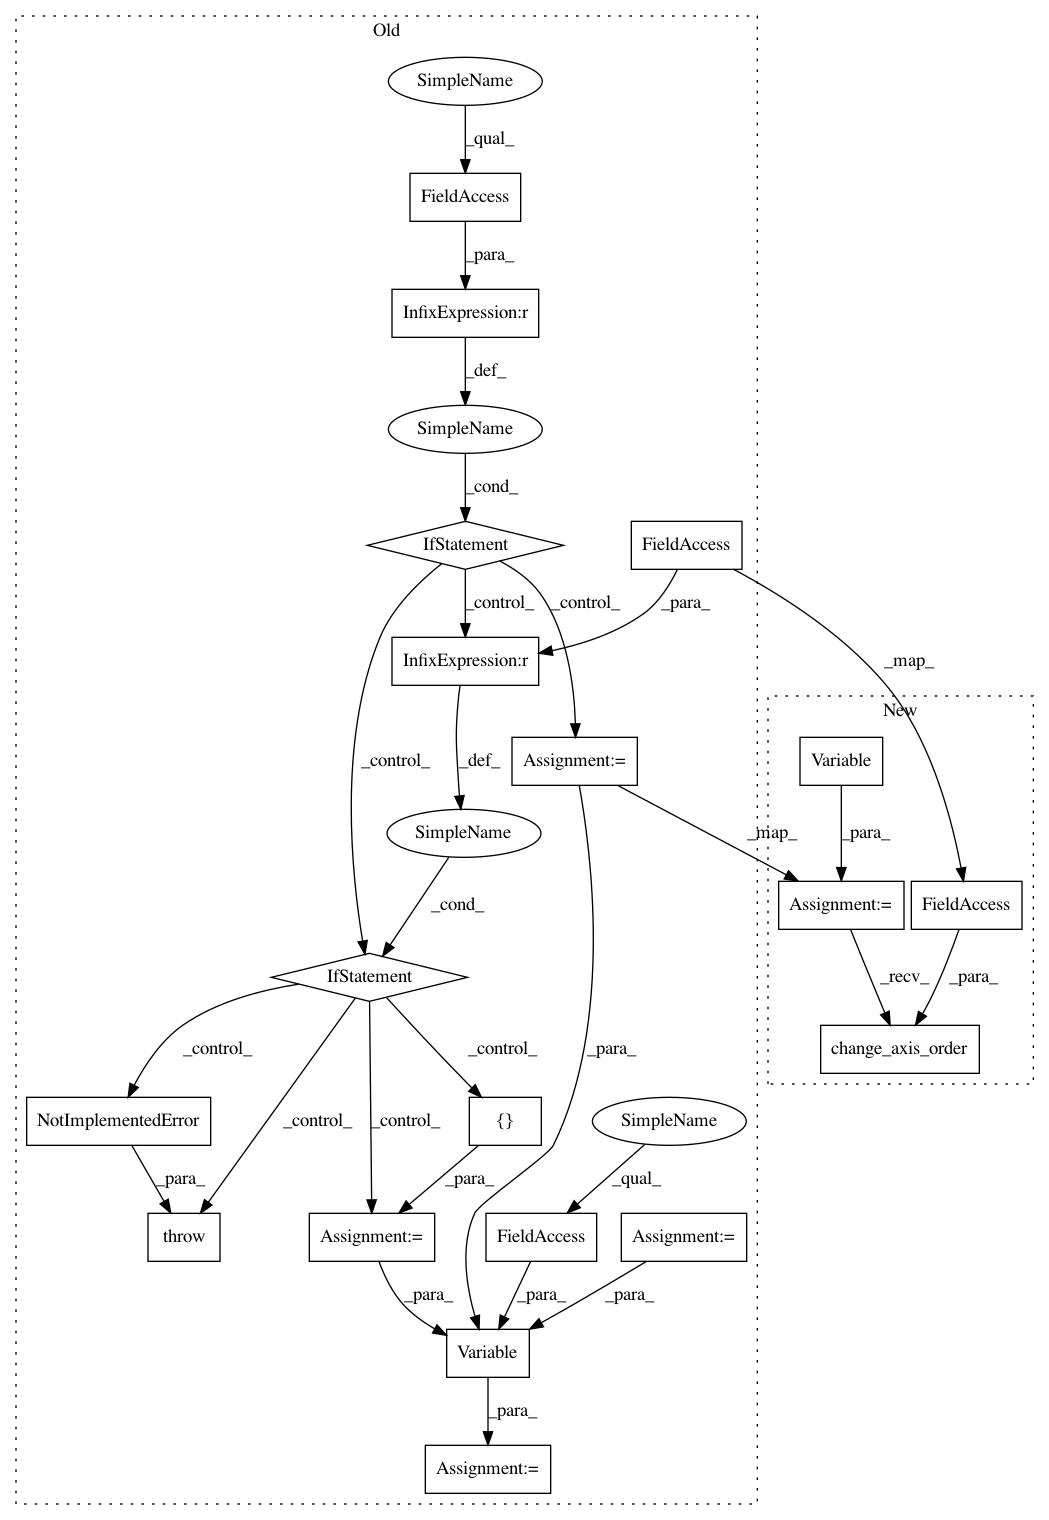 Old
SimpleName
_qual_
FieldAccess
_para_
InfixExpression:r
_def_
SimpleName
_cond_
IfStatement
FieldAccess
_control_
_control_
_para_
InfixExpression:r
_map_
New
_control_
_def_
Assignment:=
Variable
SimpleName
_map_
_para_
_cond_
Assignment:=
FieldAccess
IfStatement
_recv_
_para_
_control_
_control_
_para_
change_axis_order
NotImplementedError
_control_
_control_
{}
SimpleName
_para_
_para_
_qual_
throw
Assignment:=
FieldAccess
Assignment:=
_para_
_para_
_para_
Variable
_para_
Assignment:=